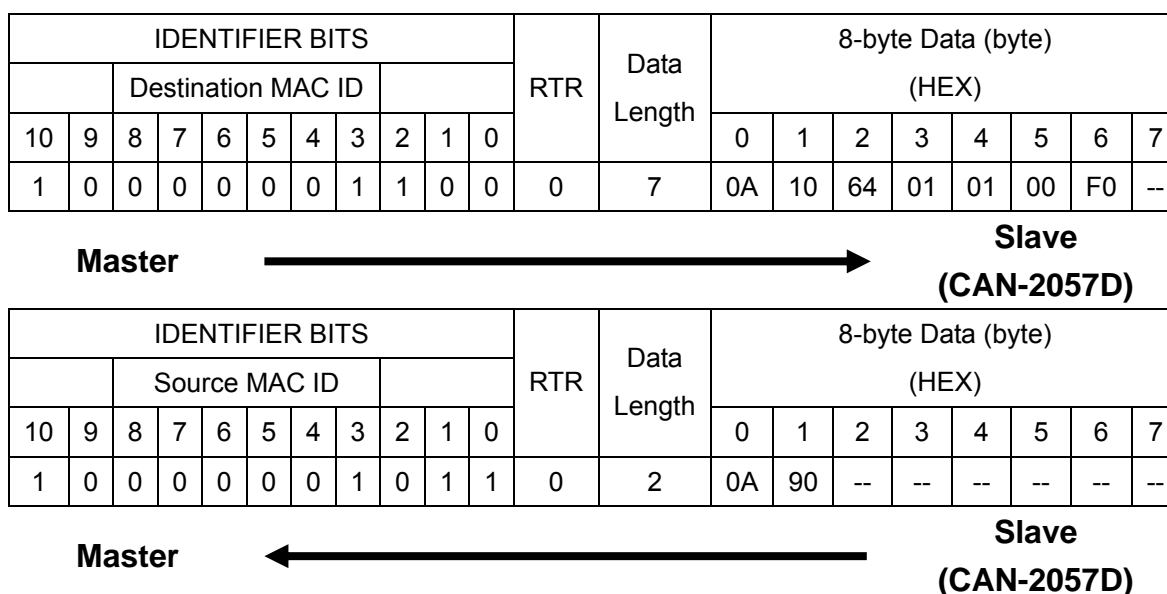 IDENTIFIER BITS RTR Data Length 8-byte Data (byte) (HEX)
Destination MAC ID
10 9 8 7 6 5 4 3 2 1 0 0 1 2 3 4 5 6 7
1 0 0 0 0 0 0 1 1 0 0 0 7 0A 10 64 01 01 00 F0 --
Master Slave
(CAN-2057D)
IDENTIFIER BITS RTR Data Length 8-byte Data (byte) (HEX)
Source MAC ID
10 9 8 7 6 5 4 3 2 1 0 0 1 2 3 4 5 6 7
1 0 0 0 0 0 0 1 0 1 1 0 2 0A 90 -- -- -- -- -- --
Master Slave
(CAN-2057D)